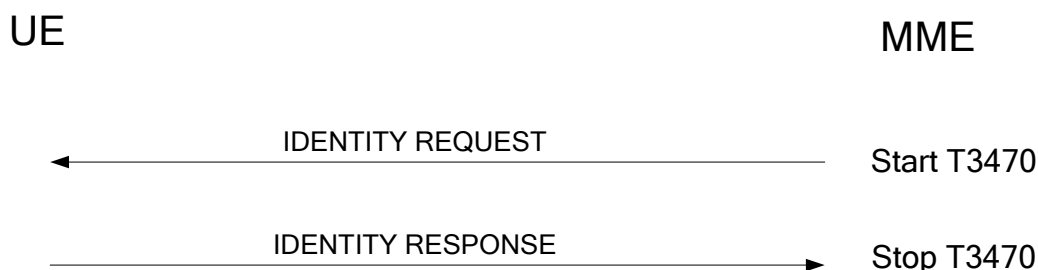 UE
MME
IDENTITY REQUEST
Start T3470
IDENTITY RESPONSE
Stop T3470